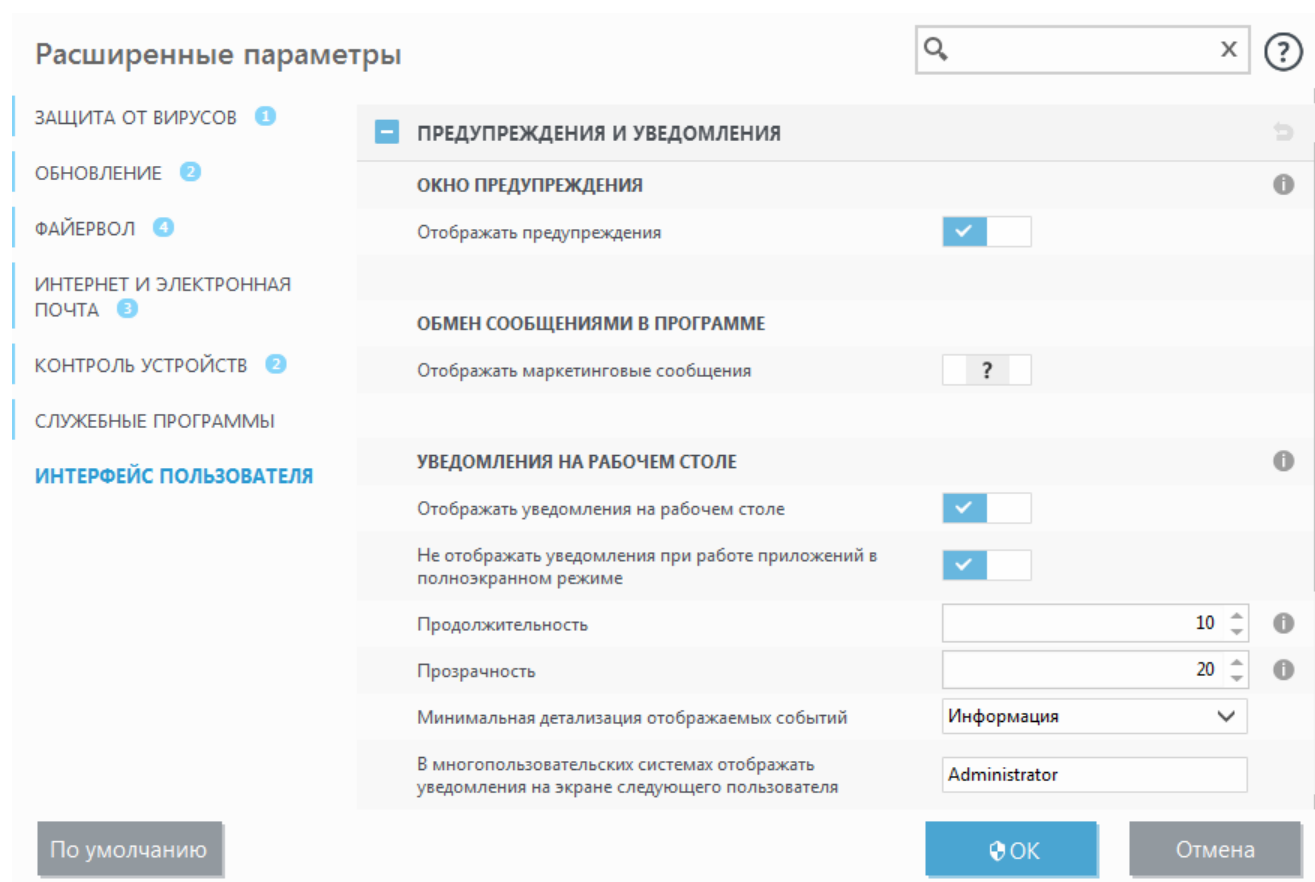 Расширенные параметры
X
?
ЗАЩИТА ОТ ВИРУСОВ 1
ОБНОВЛЕНИЕ 2
ФАЙЕРВОЛ 4
ИНТЕРНЕТ И ЭЛЕКТРОННАЯ
ПОЧТА 3
КОНТРОЛЬ УСТРОЙСТВ 2
СЛУЖЕБНЫЕ ПРОГРАММЫ
ИНТЕРФЕЙС ПОЛЬЗОВАТЕЛЯ
ПРЕДУПРЕЖДЕНИЯ И УВЕДОМЛЕНИЯ
ОКНО ПРЕДУПРЕЖДЕНИЯ
Отображать предупреждения
ОБМЕН СООБЩЕНИЯМИ В ПРОГРАММЕ
Отображать маркетинговые сообщения ?
УВЕДОМЛЕНИЯ НА РАБОЧЕМ СТОЛЕ
Отображать уведомления на рабочем столе
Не отображать уведомления при работе приложений в
полноэкранном режиме
Продолжительность 10
Прозрачность 20
Минимальная детализация отображаемых событий Информация
В многопользовательских системах отображать
уведомления на экране следующего пользователя
Administrator
По умолчанию
ОК
Отмена